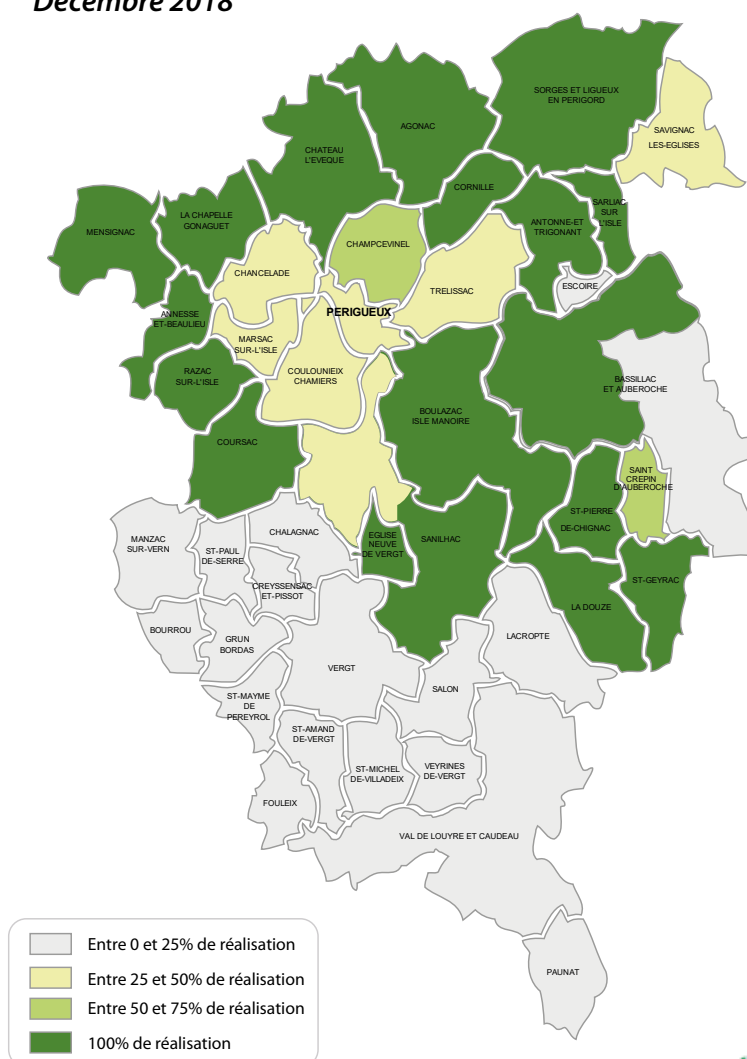 Décembre 2018
SORGES ET LIGUEUX
EN PERIGORD
AGONAC
SAVIGNAC
LES-EGLISES
CHATEAU
L'EVEQUE
CORNILLE
SARLIAC
SUR
L'ISLE
LA CHAPELLE
GONAGUET
ANTONNE-ET
TRIGONANT
MENSIGNAC
CHAMPCEVINEL
CHANCELADE
ESCOIRE
TRELISSAC
ANNESSE
ET-BEAULIEU
PERIGUEUX
MARSAC
SUR-L'ISLE
RAZAC
SUR-L'ISLE
COULOUNIEIX
CHAMIERS
BASSILLAC
ET AUBEROCHE
BOULAZAC
ISLE MANOIRE
COURSAC
SAINT
CREPIN
D'AUBEROCHE
ST-PIERRE
DE-CHIGNAC
CHALAGNAC
MANZAC
SUR-VERN
EGLISE
NEUVE
DE VERGT
SANILHAC
ST-PAUL
DE-SERRE
ST-GEYRAC
CREYSSENSAC
ET-PISSOT
LA DOUZE
BOURROU
GRUN
BORDAS
LACROPTE
VERGT
SALON
ST-MAYME
DE
PEREYROL
ST-AMAND
DE-VERGT
ST-MICHEL
DE-VILLADEIX
VEYRINES
DE-VERGT
FOULEIX
VAL DE LOUYRE ET CAUDEAU
PAUNAT
Entre 0 et 25% de réalisation
Entre 25 et 50% de réalisation
Entre 50 et 75% de réalisation
100% de réalisation